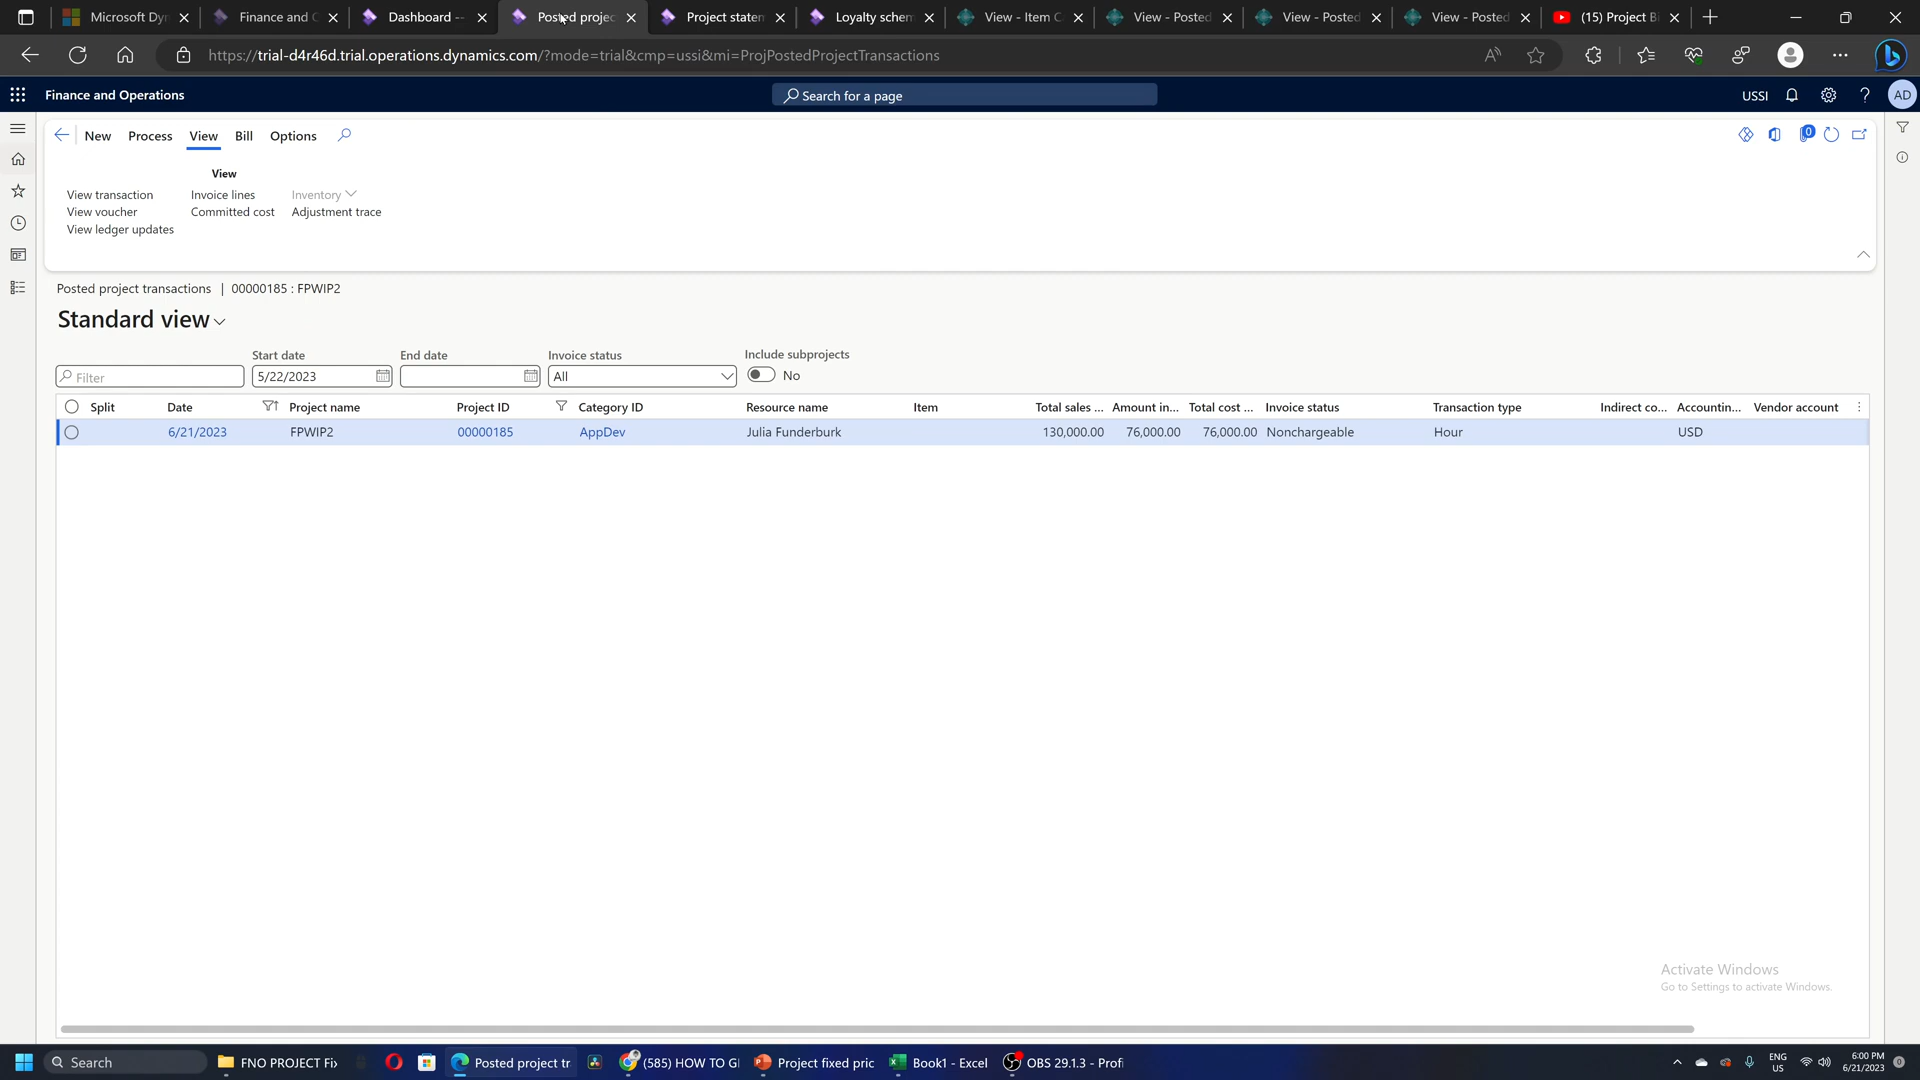 Microsoft Dyn
Finance and O
Dashboard --
Posted projec
Project statem
Loyalty schem
View - Item C
View - Posted
View - Posted
View - Posted
(15) Project B
https://trial-d4r46d.trial.operations.dynamics.com/?mode=trial&cmp=ussi&mi=ProjPostedProjectTransactions
Finance and Operations
Search for a page
USSI
AD
New Process View Bill Options
0
View
View transaction Invoice lines Inventory
View voucher Committed cost Adjustment trace
View ledger updates
Posted project transactions | 00000185 : FPWIP2
Standard view
Start date End date Invoice status Include subprojects
Filter 5/22/2023 All No
Split Date Project name Project ID Category ID Resource name Item Total sales ... Amount in... Total cost ... Invoice status Transaction type Indirect co... Accountin... Vendor account
6/21/2023 FPWIP2 00000185 AppDev Julia Funderburk 130,000.00 76,000.00 76,000.00 Nonchargeable Hour USD
Activate Windows
Go to Settings to activate Windows.
Search
FNO PROJECT Fix
Posted project tr
(585) HOW TO GI
Project fixed pric
Book1 - Excel
OBS 29.1.3 - Profi
ENG
US
6:00 PM
6/21/2023